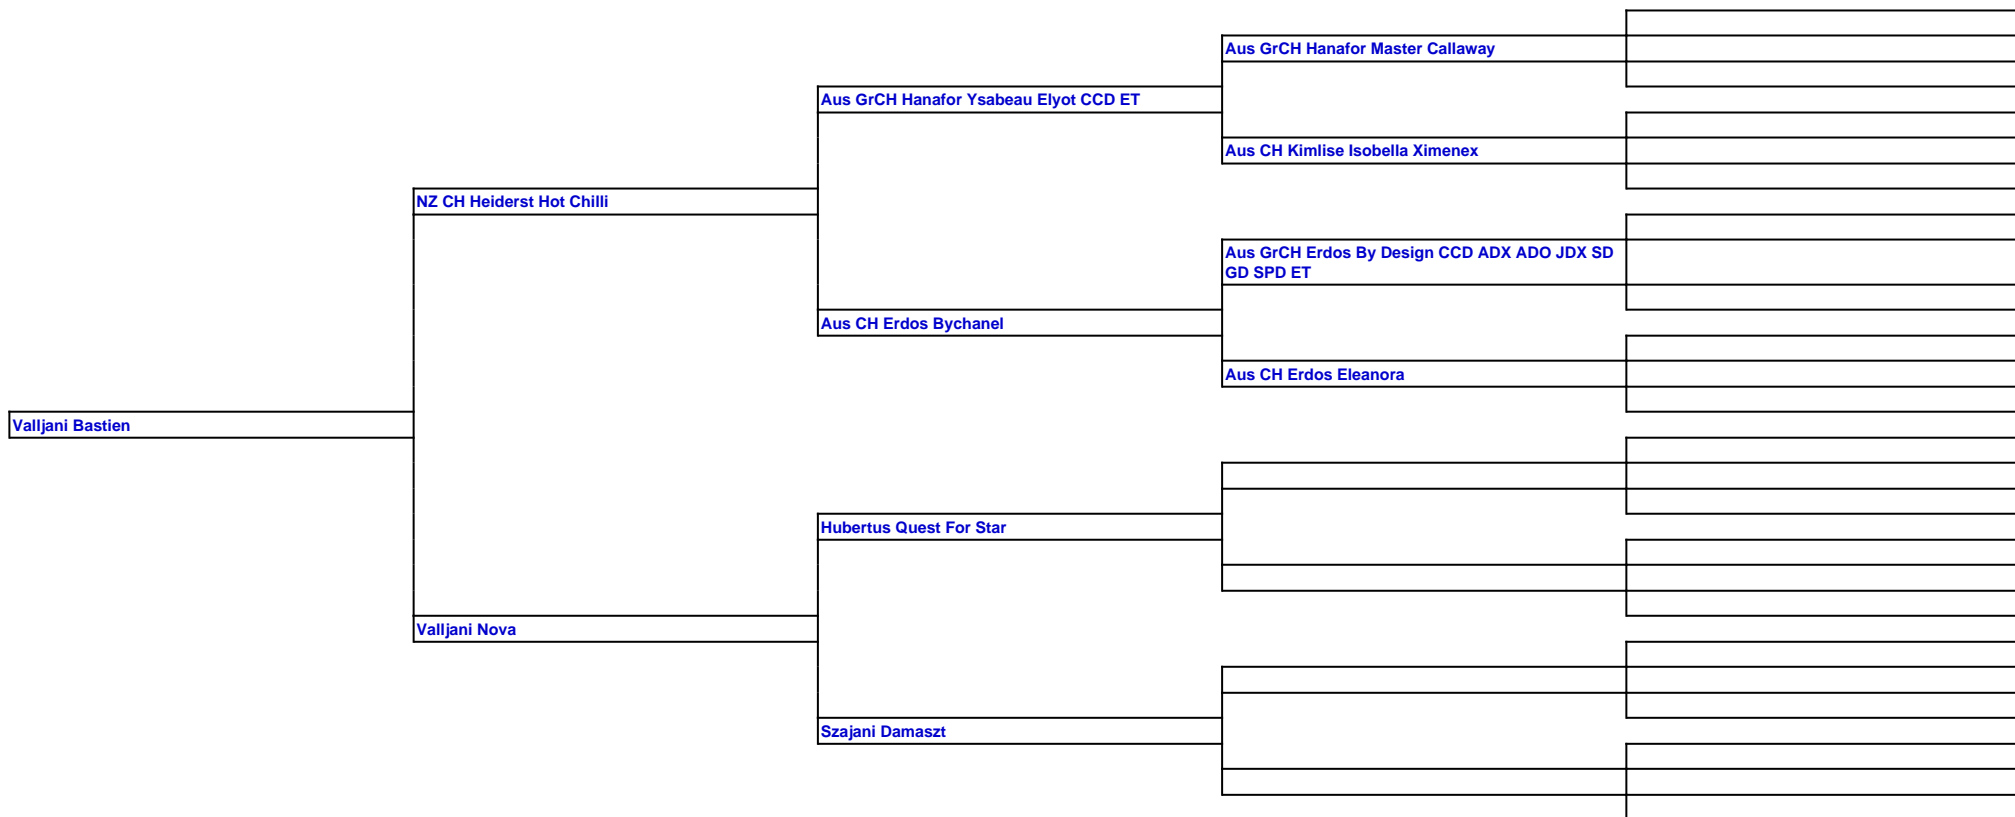 Aus GrCH Hanafor Master Callaway
Aus GrCH Hanafor Ysabeau Elyot CCD ET
Aus CH Kimlise Isobella Ximenex
NZ CH Heiderst Hot Chilli
Aus GrCH Erdos By Design CCD ADX ADO JDX SD
GD SPD ET
Aus CH Erdos Bychanel
Aus CH Erdos Eleanora
Valljani Bastien
Hubertus Quest For Star
Valljani Nova
Szajani Damaszt